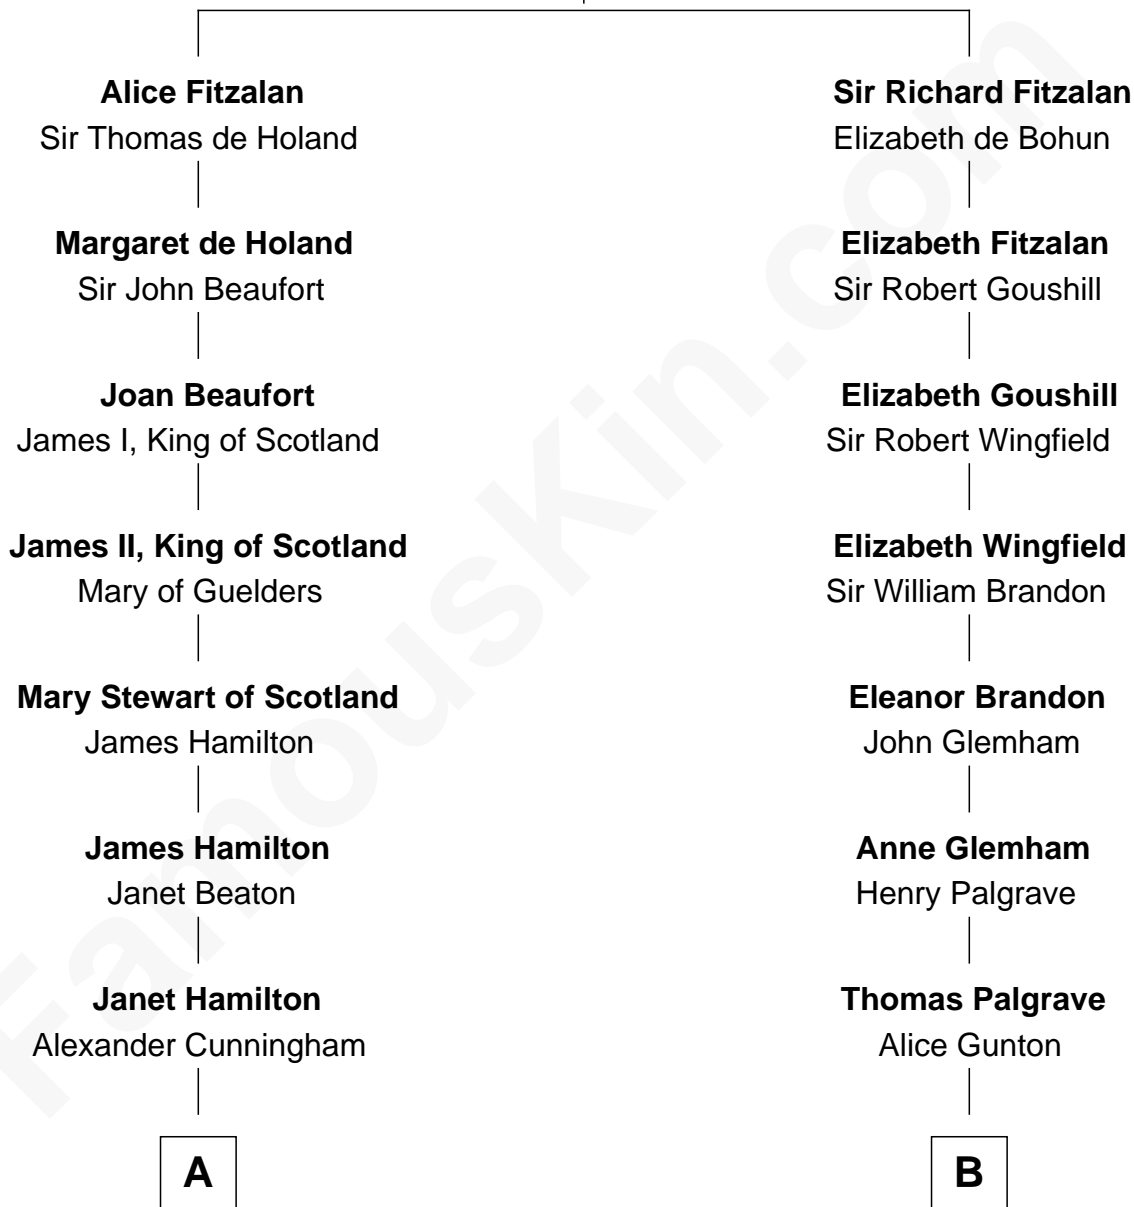 Alice Fitzalan
Sir Thomas de Holand
Margaret de Holand
Sir John Beaufort
Joan Beaufort
James I, King of Scotland
James II, King of Scotland
Mary of Guelders
Mary Stewart of Scotland
James Hamilton
James Hamilton
Janet Beaton
Janet Hamilton
Alexander Cunningham
A
Sir Richard Fitzalan
Elizabeth de Bohun
Elizabeth Fitzalan
Sir Robert Goushill
Elizabeth Goushill
Sir Robert Wingfield
Elizabeth Wingfield
Sir William Brandon
Eleanor Brandon
John Glemham
Anne Glemham
Henry Palgrave
Thomas Palgrave
Alice Gunton
B
FamousKin.com